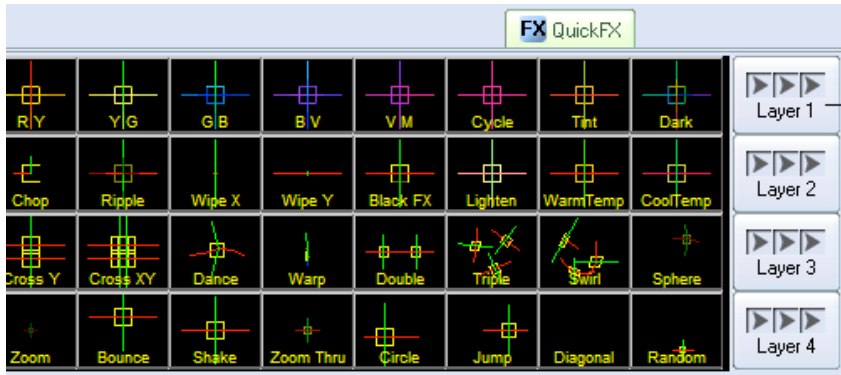 FX QuickFX
R Y
Y G
G B
B V
V M
Cycle
Tint
Dark
Layer 1
Chop
Ripple
Wipe X
Wipe Y
Black FX
Lighten
WarmTemp
CoolTemp
Layer 2
Cross Y
Cross XY
Dance
Warp
Double
Triple
Swirl
Sphere
Layer 3
Zoom
Bounce
Shake
Zoom Thru
Circle
Jump
Diagonal
Random
Layer 4